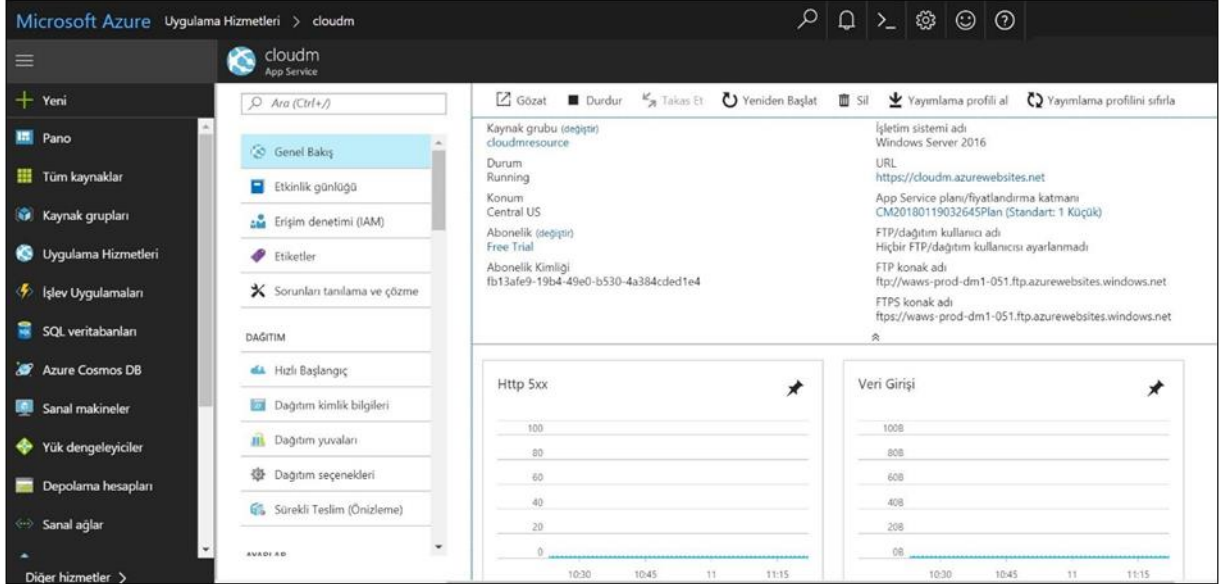 Microsoft Azure Uygulama Hizmetleri > cloudm
cloudm
App Service
Yeni
Pano
Tüm kaynaklar
Kaynak grupları
Uygulama Hizmetleri
İşlev Uygulamaları
SQL veritabanları
Azure Cosmos DB
Sanal makineler
Yük dengeleyiciler
Depolama hesapları
Sanal ağlar
Diğer hizmetler >
Ara (Ctrl+/)
Genel Bakış
Etkinlik günlüğü
Erişim denetimi (IAM)
Etiketler
Sorunları tanılama ve çözme
DAĞITIM
Hızlı Başlangıç
Dağıtım kimlik bilgileri
Dağıtım yuvaları
Dağıtım seçenekleri
Sürekli Teslim (Önizleme)
Gözat Durdur Takas Et Yeniden Başlat Sil Yayımlama profili al Yayımlama profilini sıfırla
Kaynak grubu (değiştir)
cloudmresource
Durum
Running
Konum
Central US
Abonelik (değiştir)
Free Trial
Abonelik Kimliği
fb13afe9-19b4-49e0-b530-4a384cded1e4
İşletim sistemi adı
Windows Server 2016
URL
https://cloudm.azurewebsites.net
App Service planı/fiyatlandırma katmanı
CM20180119032645Plan (Standart: 1 Küçük)
FTP/dağıtım kullanıcı adı
Hiçbir FTP/dağıtım kullanıcısı ayarlanmadı
FTP konak adı
ftp://waws-prod-dm1-051.ftp.azurewebsites.windows.net
FTPS konak adı
ftps://waws-prod-dm1-051.ftp.azurewebsites.windows.net
Http 5xx
100
80
60
40
20
0
10:30 10:45 11 11:15
Veri Girişi
100B
80B
60B
40B
20B
0B
10:30 10:45 11 11:15